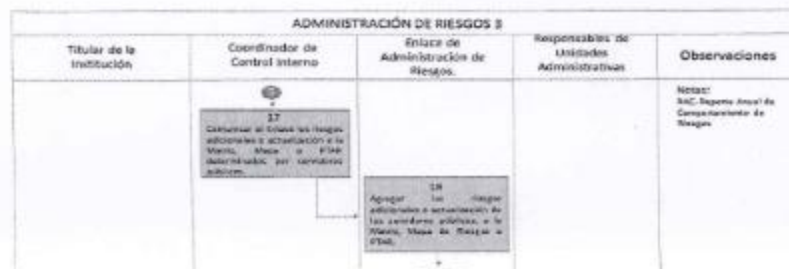 ADMINISTRACIÓN DE RIESGOS 3
Titular de la
Institución
Coordinador de
Control Interno
Enlace de
Administración de
Riesgos.
Responsables de
Unidades
Administrativas
Observaciones
Notas:
RAC. Reporte Anual de
Comportamiento de
Riesgos
17
Comunicar al Enlace los riesgos
adicionales o actualización a la
Matriz, Mapa o PTAR
determinados por servidores
públicos.
18
Agregar los riesgos
adicionales o actualización de
los servidores públicos, a la
Matriz, Mapa de Riesgos o
PTAR.